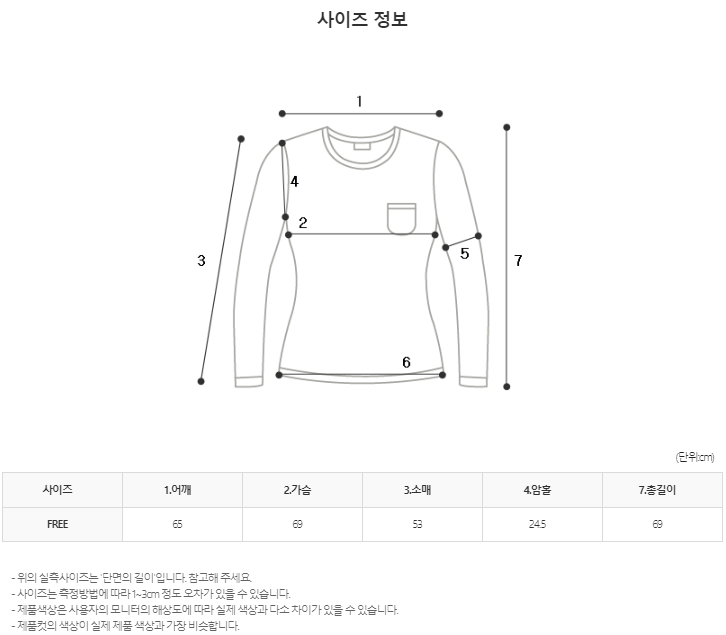 사이즈 정보
1
4
2
3
5
7
6
(단위:cm)
사이즈 1.어깨 2.가슴 3.소매 4.암홀 7.총길이
FREE 65 69 53 24.5 69
- 위의 실측사이즈는 '단면의 길이'입니다. 참고해 주세요.
- 사이즈는 측정방법에 따라 1~3cm 정도 오차가 있을 수 있습니다.
- 제품색상은 사용자의 모니터의 해상도에 따라 실제 색상과 다소 차이가 있을 수 있습니다.
- 제품컷의 색상이 실제 제품 색상과 가장 비슷합니다.